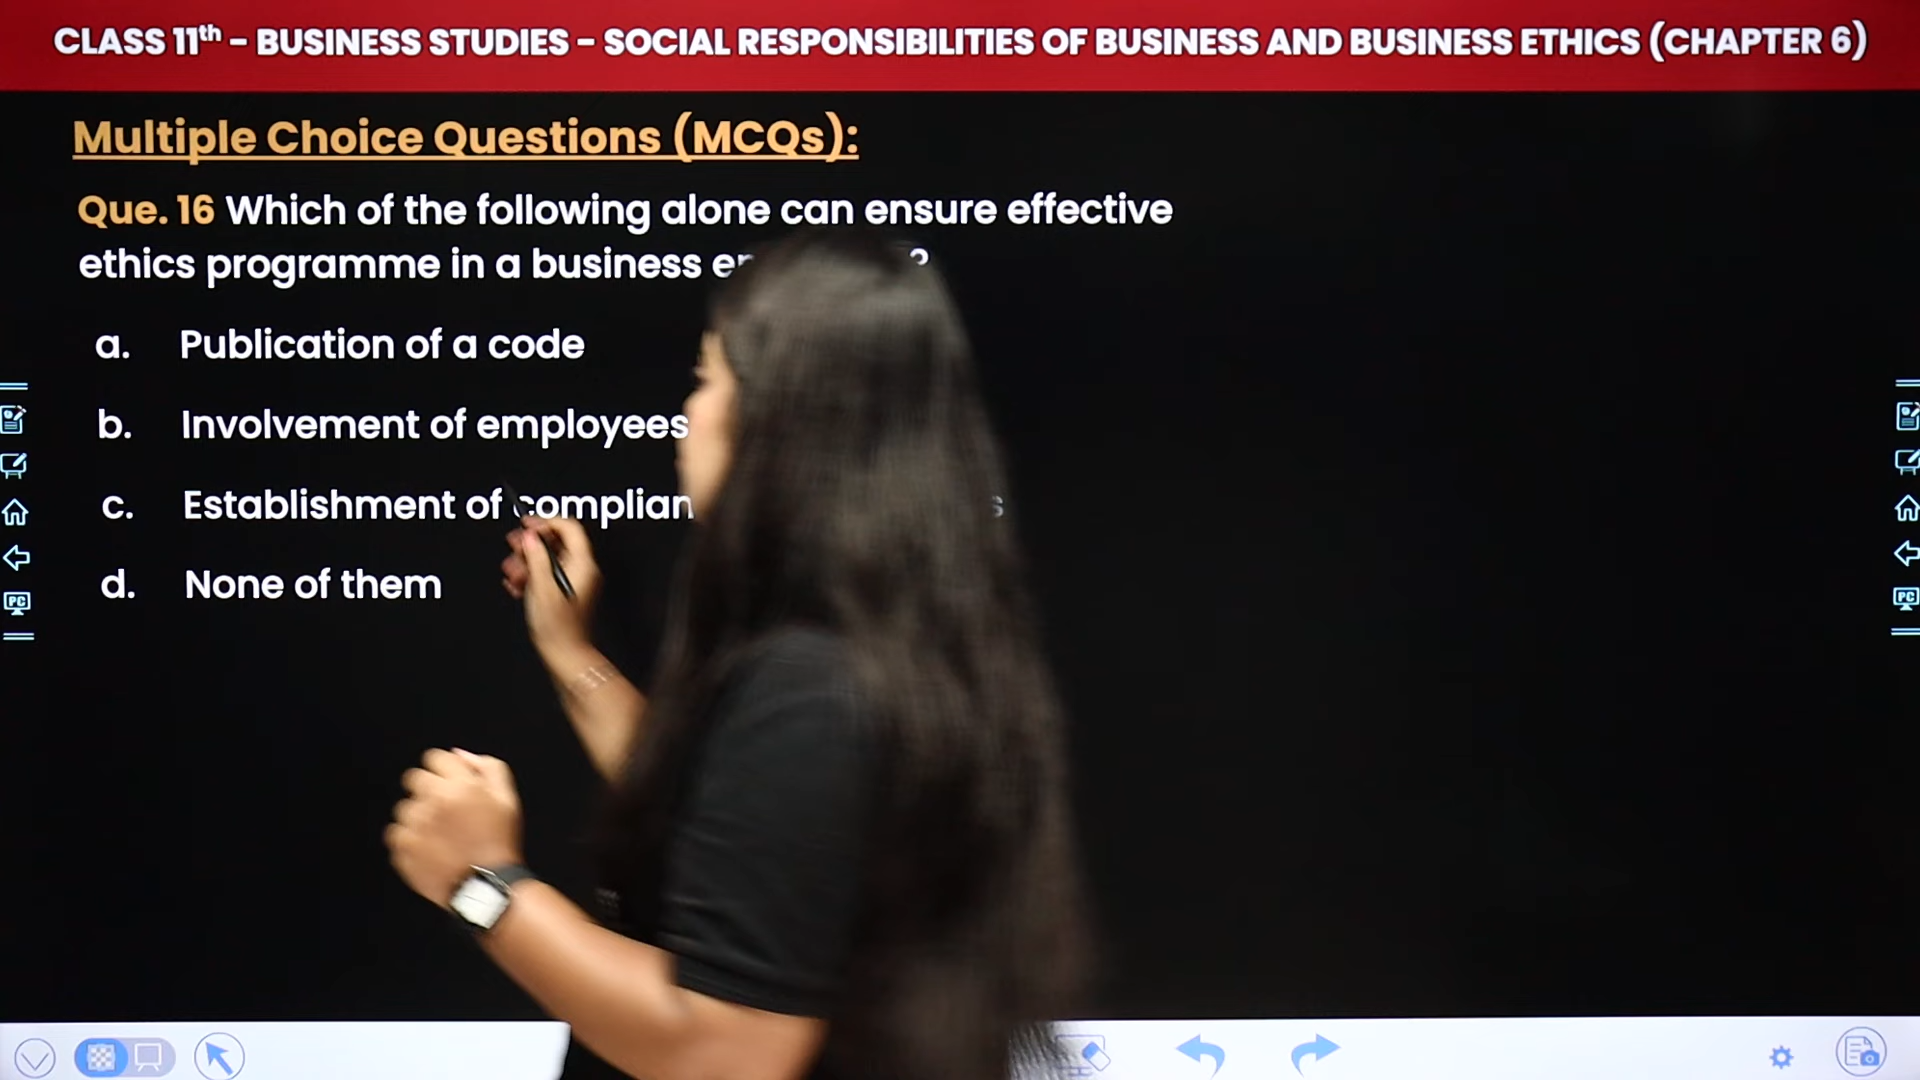 CLASS 11th - BUSINESS STUDIES - SOCIAL RESPONSIBILITIES OF BUSINESS AND BUSINESS ETHICS (CHAPTER 6)
Multiple Choice Questions (MCQs):
Que. 16 Which of the following alone can ensure effective
ethics programme in a business ?
a. Publication of a code
b. Involvement of employees
c. Establishment of
d. None of them
PC
PC